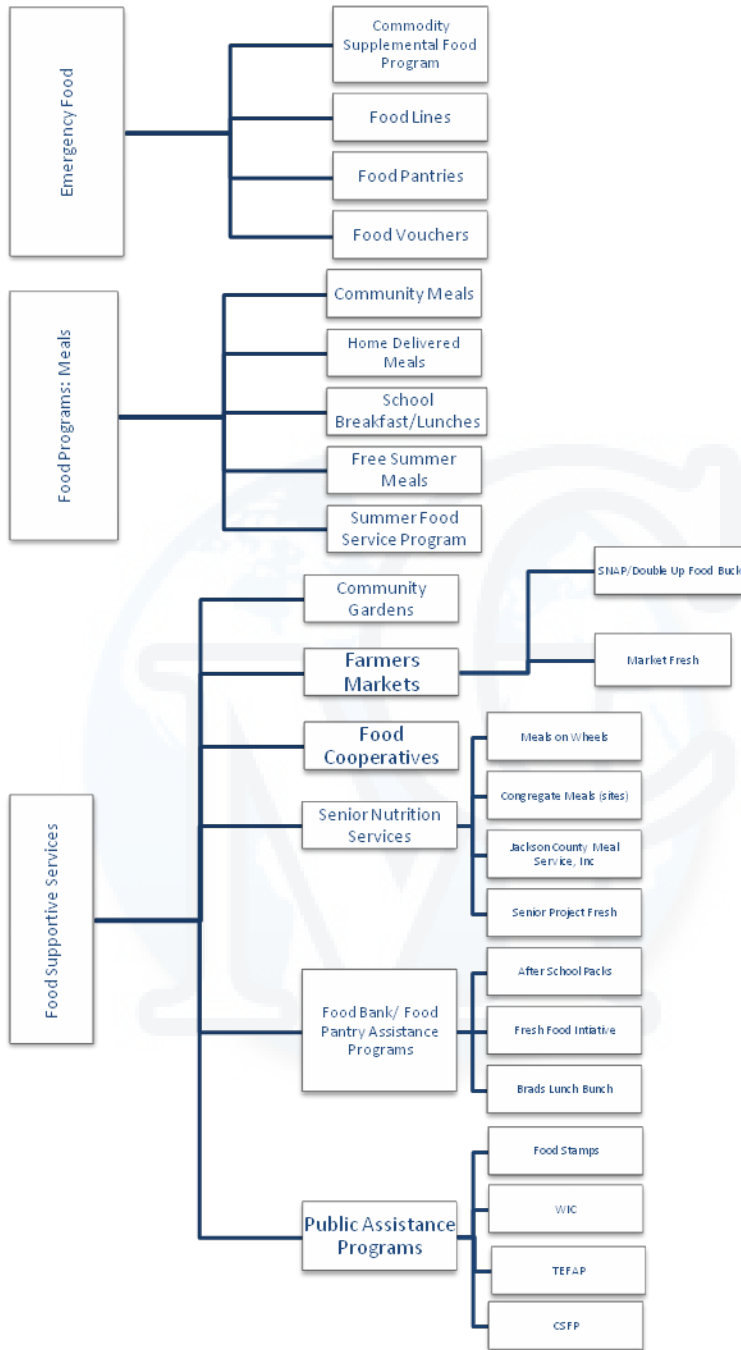 Emergency Food
Commodity
Supplemental Food
Program
Food Lines
Food Pantries
Food Vouchers
Food Programs: Meals
Community Meals
Home Delivered
Meals
School
Breakfast/Lunches
Free Summer
Meals
Summer Food
Service Program
Food Supportive Services
Community
Gardens
Farmers
Markets
SNAP/Double Up Food Buck
Market Fresh
Food
Cooperatives
Senior Nutrition
Services
Meals on Wheels
Congregate Meals (sites)
Jackson County Meal
Service, Inc
Senior Project Fresh
Food Bank/ Food
Pantry Assistance
Programs
After School Packs
Fresh Food Intiative
Brads Lunch Bunch
Public Assistance
Programs
Food Stamps
WIC
TEFAP
CSFP